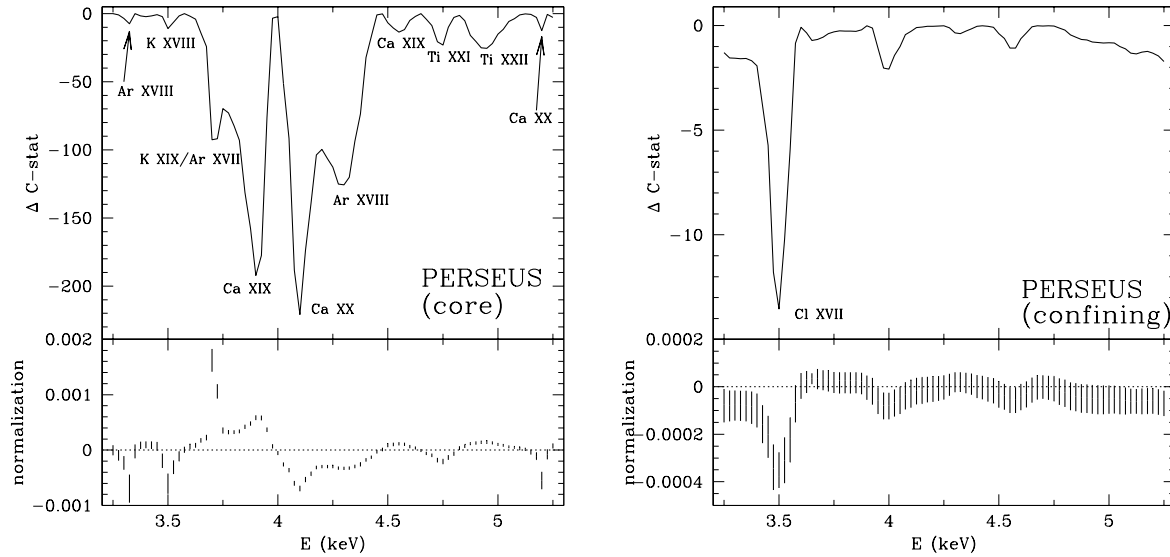 0
−50
−100
−150
−200
Δ C−stat
K XVIII
Ar XVIII
K XIX/Ar XVII
Ca XIX
Ca XX
Ar XVIII
Ca XIX
Ti XXI
Ti XXII
Ca XX
PERSEUS
(core)
0.002
0.001
0
−0.001
normalization
3.5
4
4.5
5
E (keV)
0
−5
−10
Δ C−stat
Cl XVII
PERSEUS
(confining)
0.0002
0
−0.0002
−0.0004
normalization
3.5
4
4.5
5
E (keV)